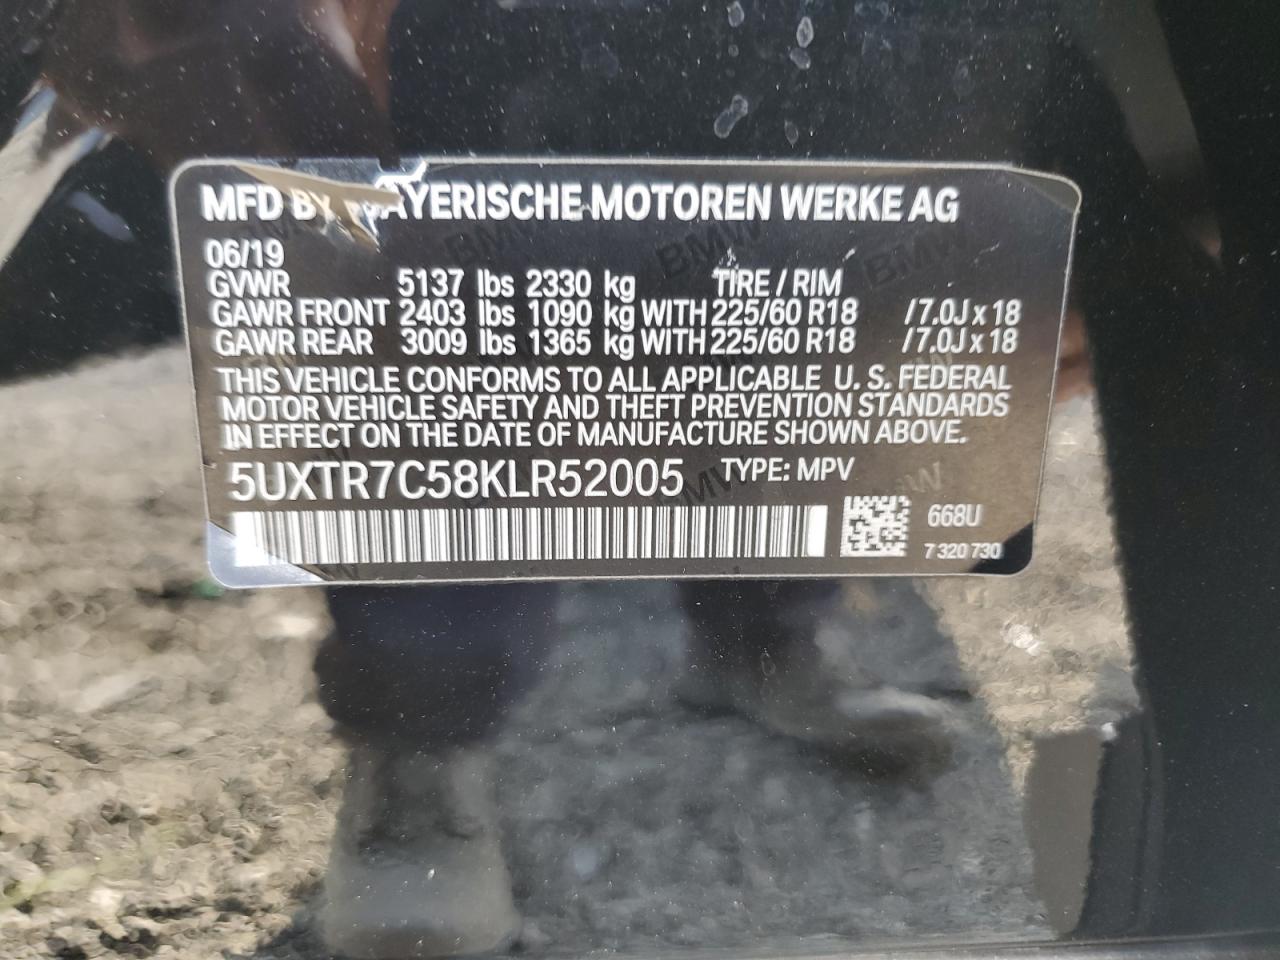 MFD BY BAYERISCHE MOTOREN WERKE AG
06/19
GVWR 5137 lbs 2330 kg TIRE / RIM
GAWR FRONT 2403 lbs 1090 kg WITH 225/60 R18 / 7.0J x 18
GAWR REAR 3009 lbs 1365 kg WITH 225/60 R18 / 7.0J x 18
THIS VEHICLE CONFORMS TO ALL APPLICABLE U. S. FEDERAL
MOTOR VEHICLE SAFETY AND THEFT PREVENTION STANDARDS
IN EFFECT ON THE DATE OF MANUFACTURE SHOWN ABOVE.
5UXTR7C58KLR52005 TYPE: MPV
668U
7 320 730